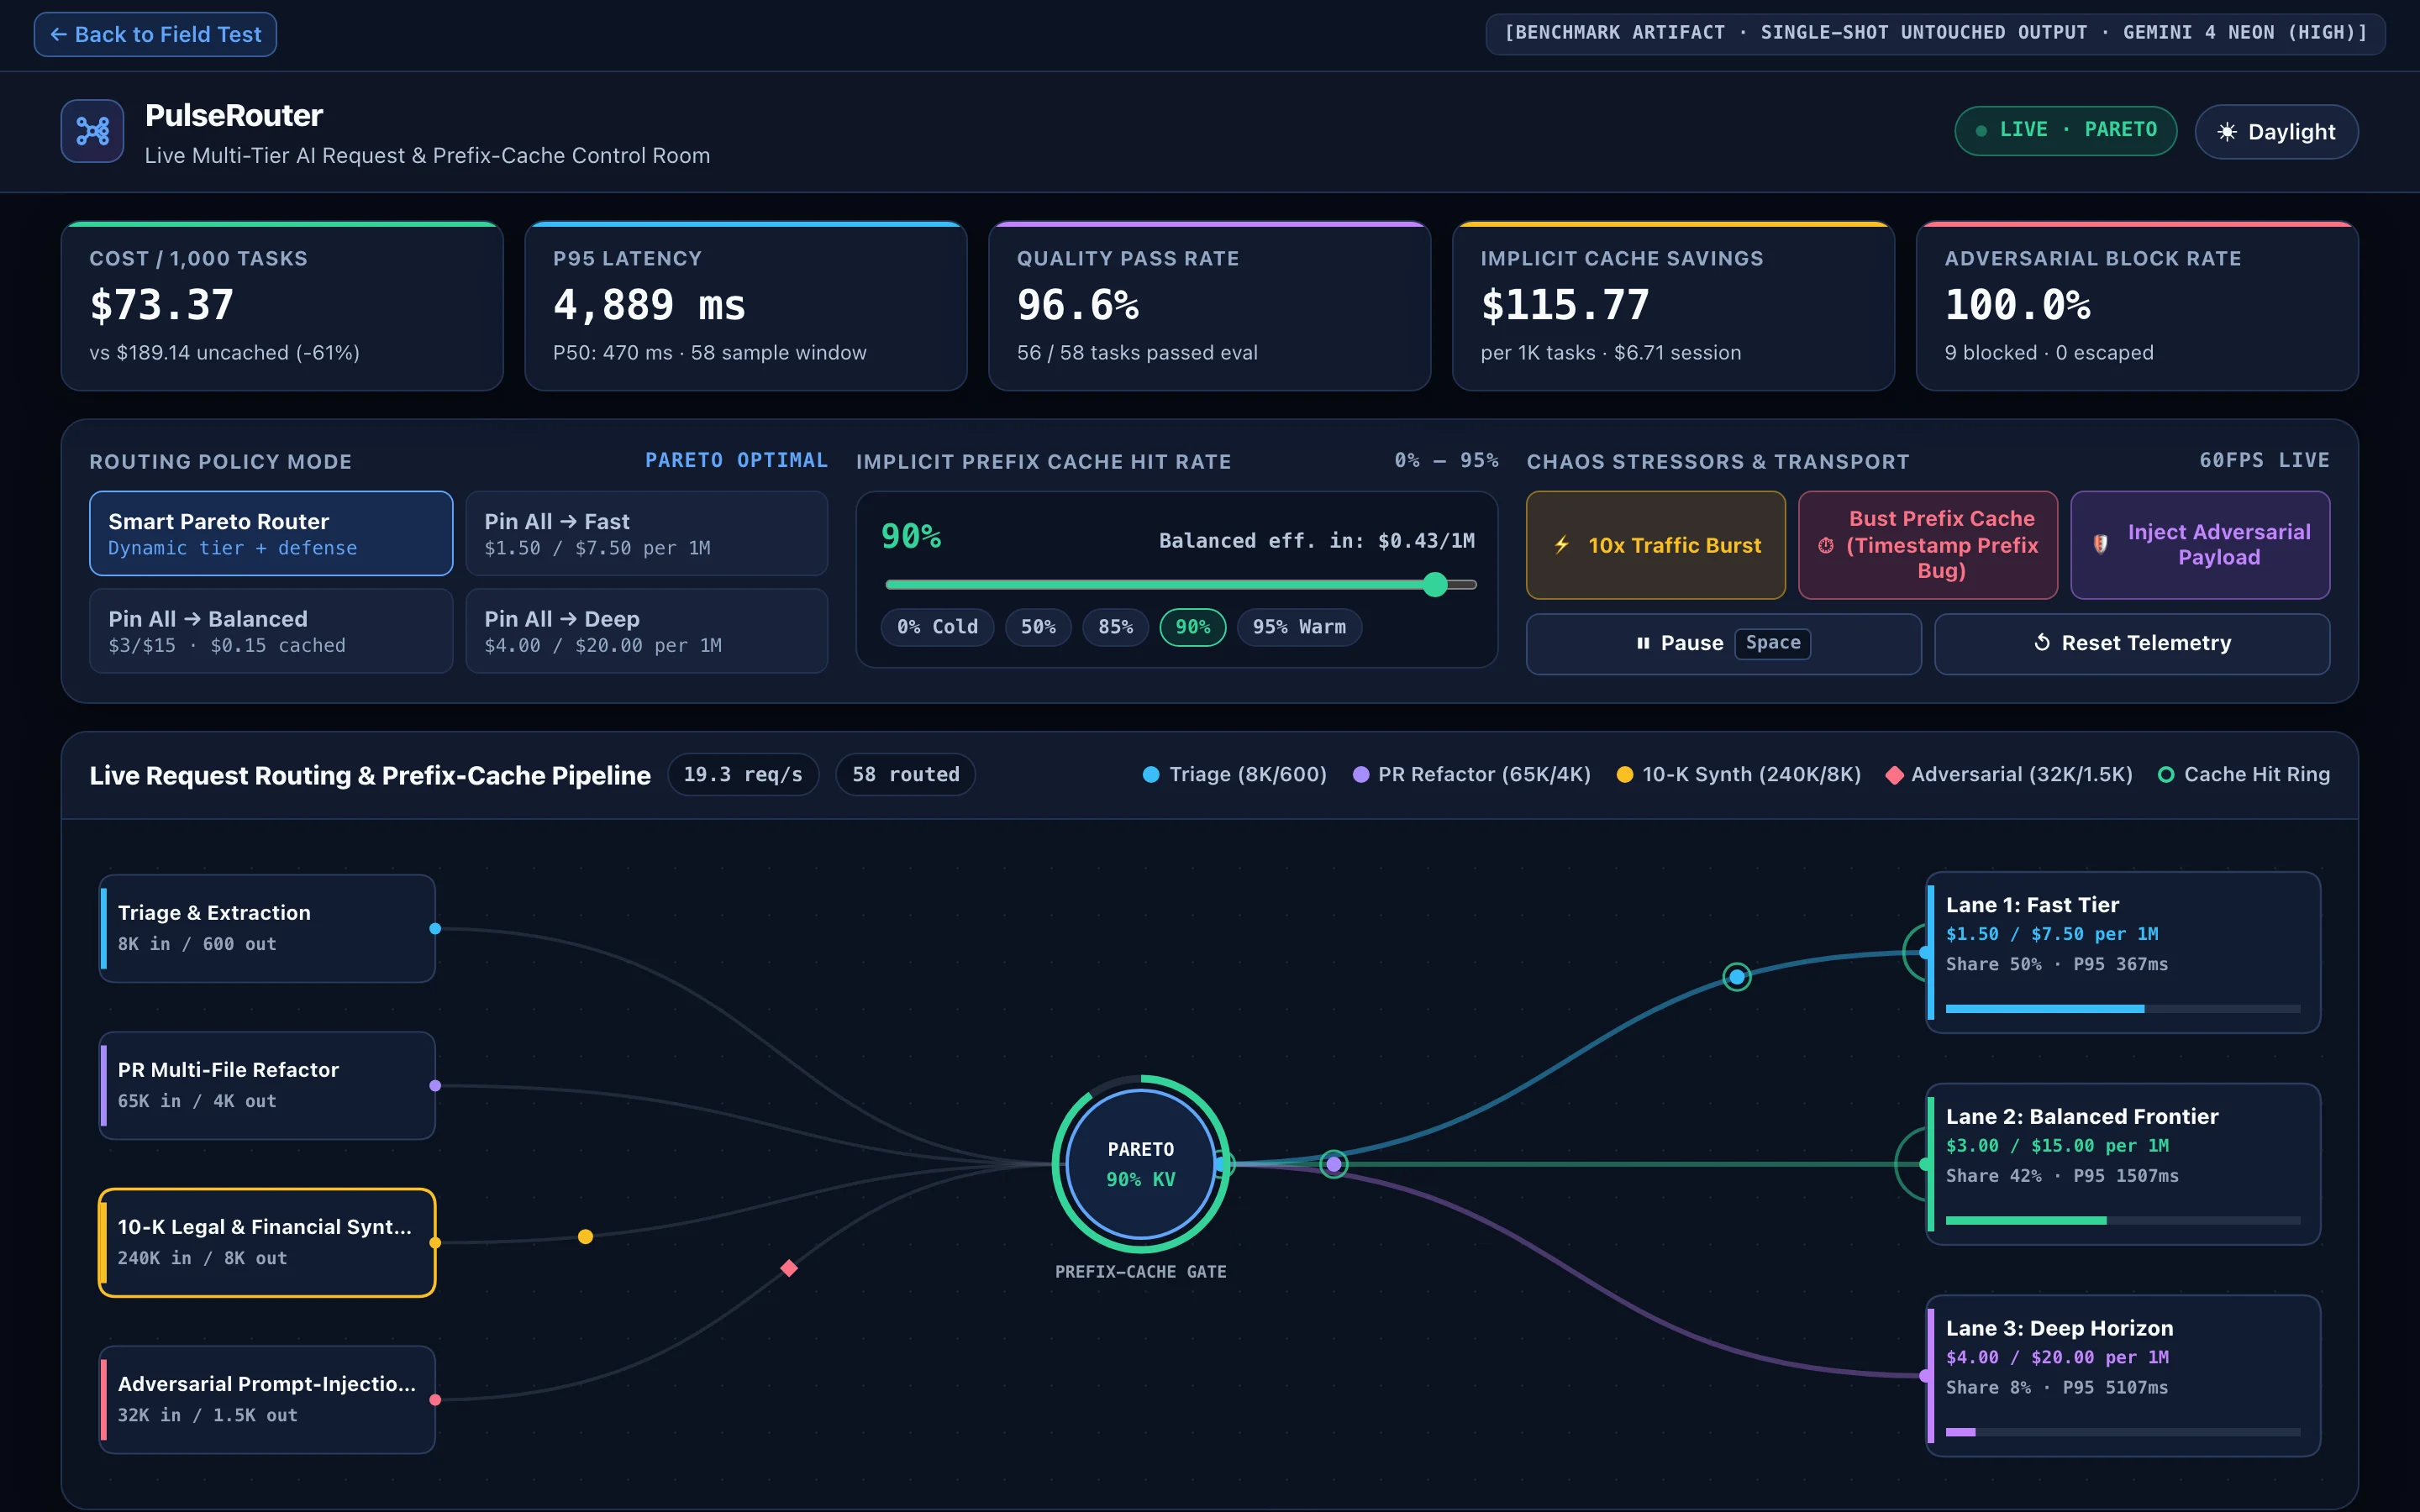 ← Back to Field Test
[BENCHMARK ARTIFACT · SINGLE-SHOT UNTOUCHED OUTPUT · GEMINI 4 NEON (HIGH)]
PulseRouter
Live Multi-Tier AI Request & Prefix-Cache Control Room
LIVE · PARETO
☀ Daylight
COST / 1,000 TASKS
$73.37
vs $189.14 uncached (-61%)
P95 LATENCY
4,889 ms
P50: 470 ms · 58 sample window
QUALITY PASS RATE
96.6%
56 / 58 tasks passed eval
IMPLICIT CACHE SAVINGS
$115.77
per 1K tasks · $6.71 session
ADVERSARIAL BLOCK RATE
100.0%
9 blocked · 0 escaped
ROUTING POLICY MODE
PARETO OPTIMAL
Smart Pareto Router
Dynamic tier + defense
Pin All → Fast
$1.50 / $7.50 per 1M
Pin All → Balanced
$3/$15 · $0.15 cached
Pin All → Deep
$4.00 / $20.00 per 1M
IMPLICIT PREFIX CACHE HIT RATE
0% — 95%
90%
Balanced eff. in: $0.43/1M
0% Cold
50%
85%
90%
95% Warm
CHAOS STRESSORS & TRANSPORT
60FPS LIVE
⚡ 10x Traffic Burst
Bust Prefix Cache
⏱ (Timestamp Prefix
Bug)
Inject Adversarial
Payload
⏸ Pause Space
↺ Reset Telemetry
Live Request Routing & Prefix-Cache Pipeline
19.3 req/s
58 routed
Triage (8K/600)
PR Refactor (65K/4K)
10-K Synth (240K/8K)
Adversarial (32K/1.5K)
Cache Hit Ring
Triage & Extraction
8K in / 600 out
PR Multi-File Refactor
65K in / 4K out
10-K Legal & Financial Synt...
240K in / 8K out
Adversarial Prompt-Injectio...
32K in / 1.5K out
PARETO
90% KV
PREFIX-CACHE GATE
Lane 1: Fast Tier
$1.50 / $7.50 per 1M
Share 50% · P95 367ms
Lane 2: Balanced Frontier
$3.00 / $15.00 per 1M
Share 42% · P95 1507ms
Lane 3: Deep Horizon
$4.00 / $20.00 per 1M
Share 8% · P95 5107ms